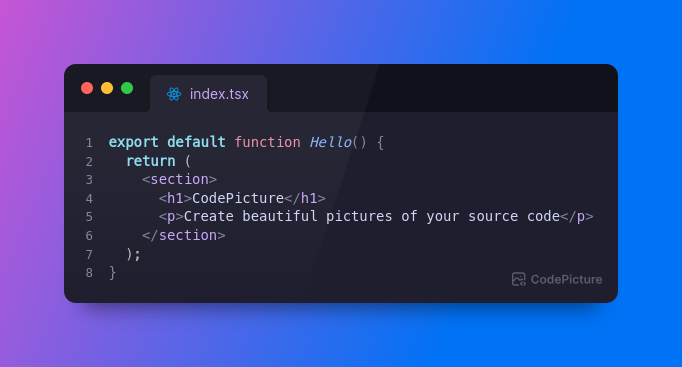 index.tsx
1 export default function Hello() {
2   return (
3     <section>
4       <h1>CodePicture</h1>
5       <p>Create beautiful pictures of your source code</p>
6     </section>
7   );
8 }
CodePicture